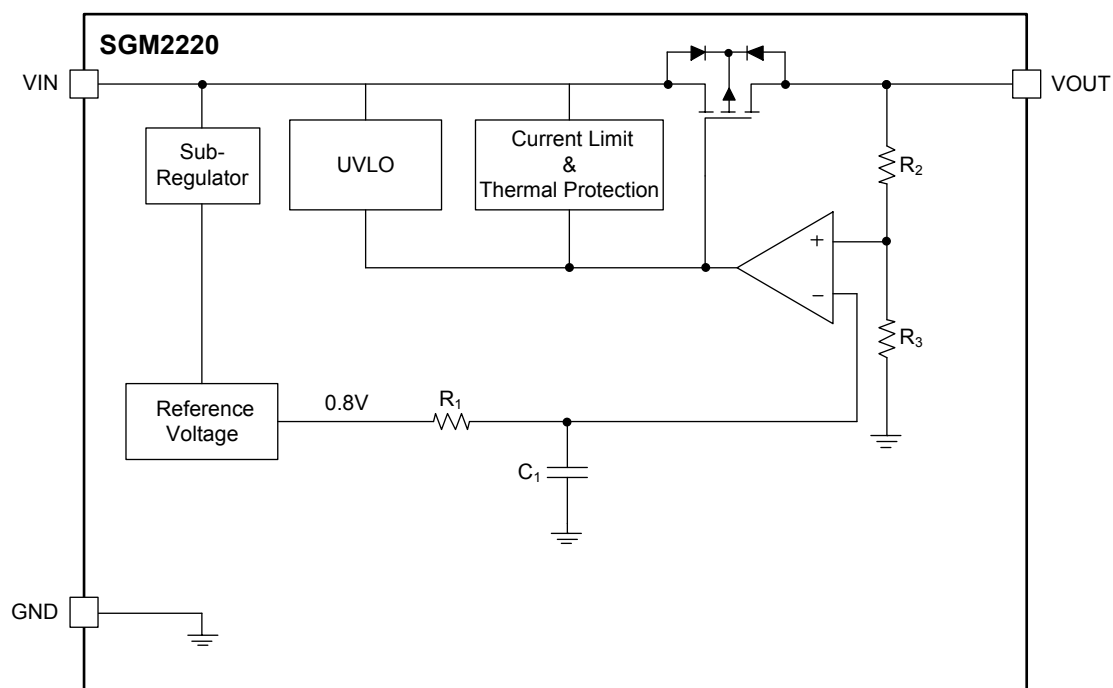 SGM2220
VIN
VOUT
Sub-
Regulator
UVLO
Current Limit
&
Thermal Protection
R₂
+
−
R₃
Reference
Voltage
0.8V
R₁
C₁
GND